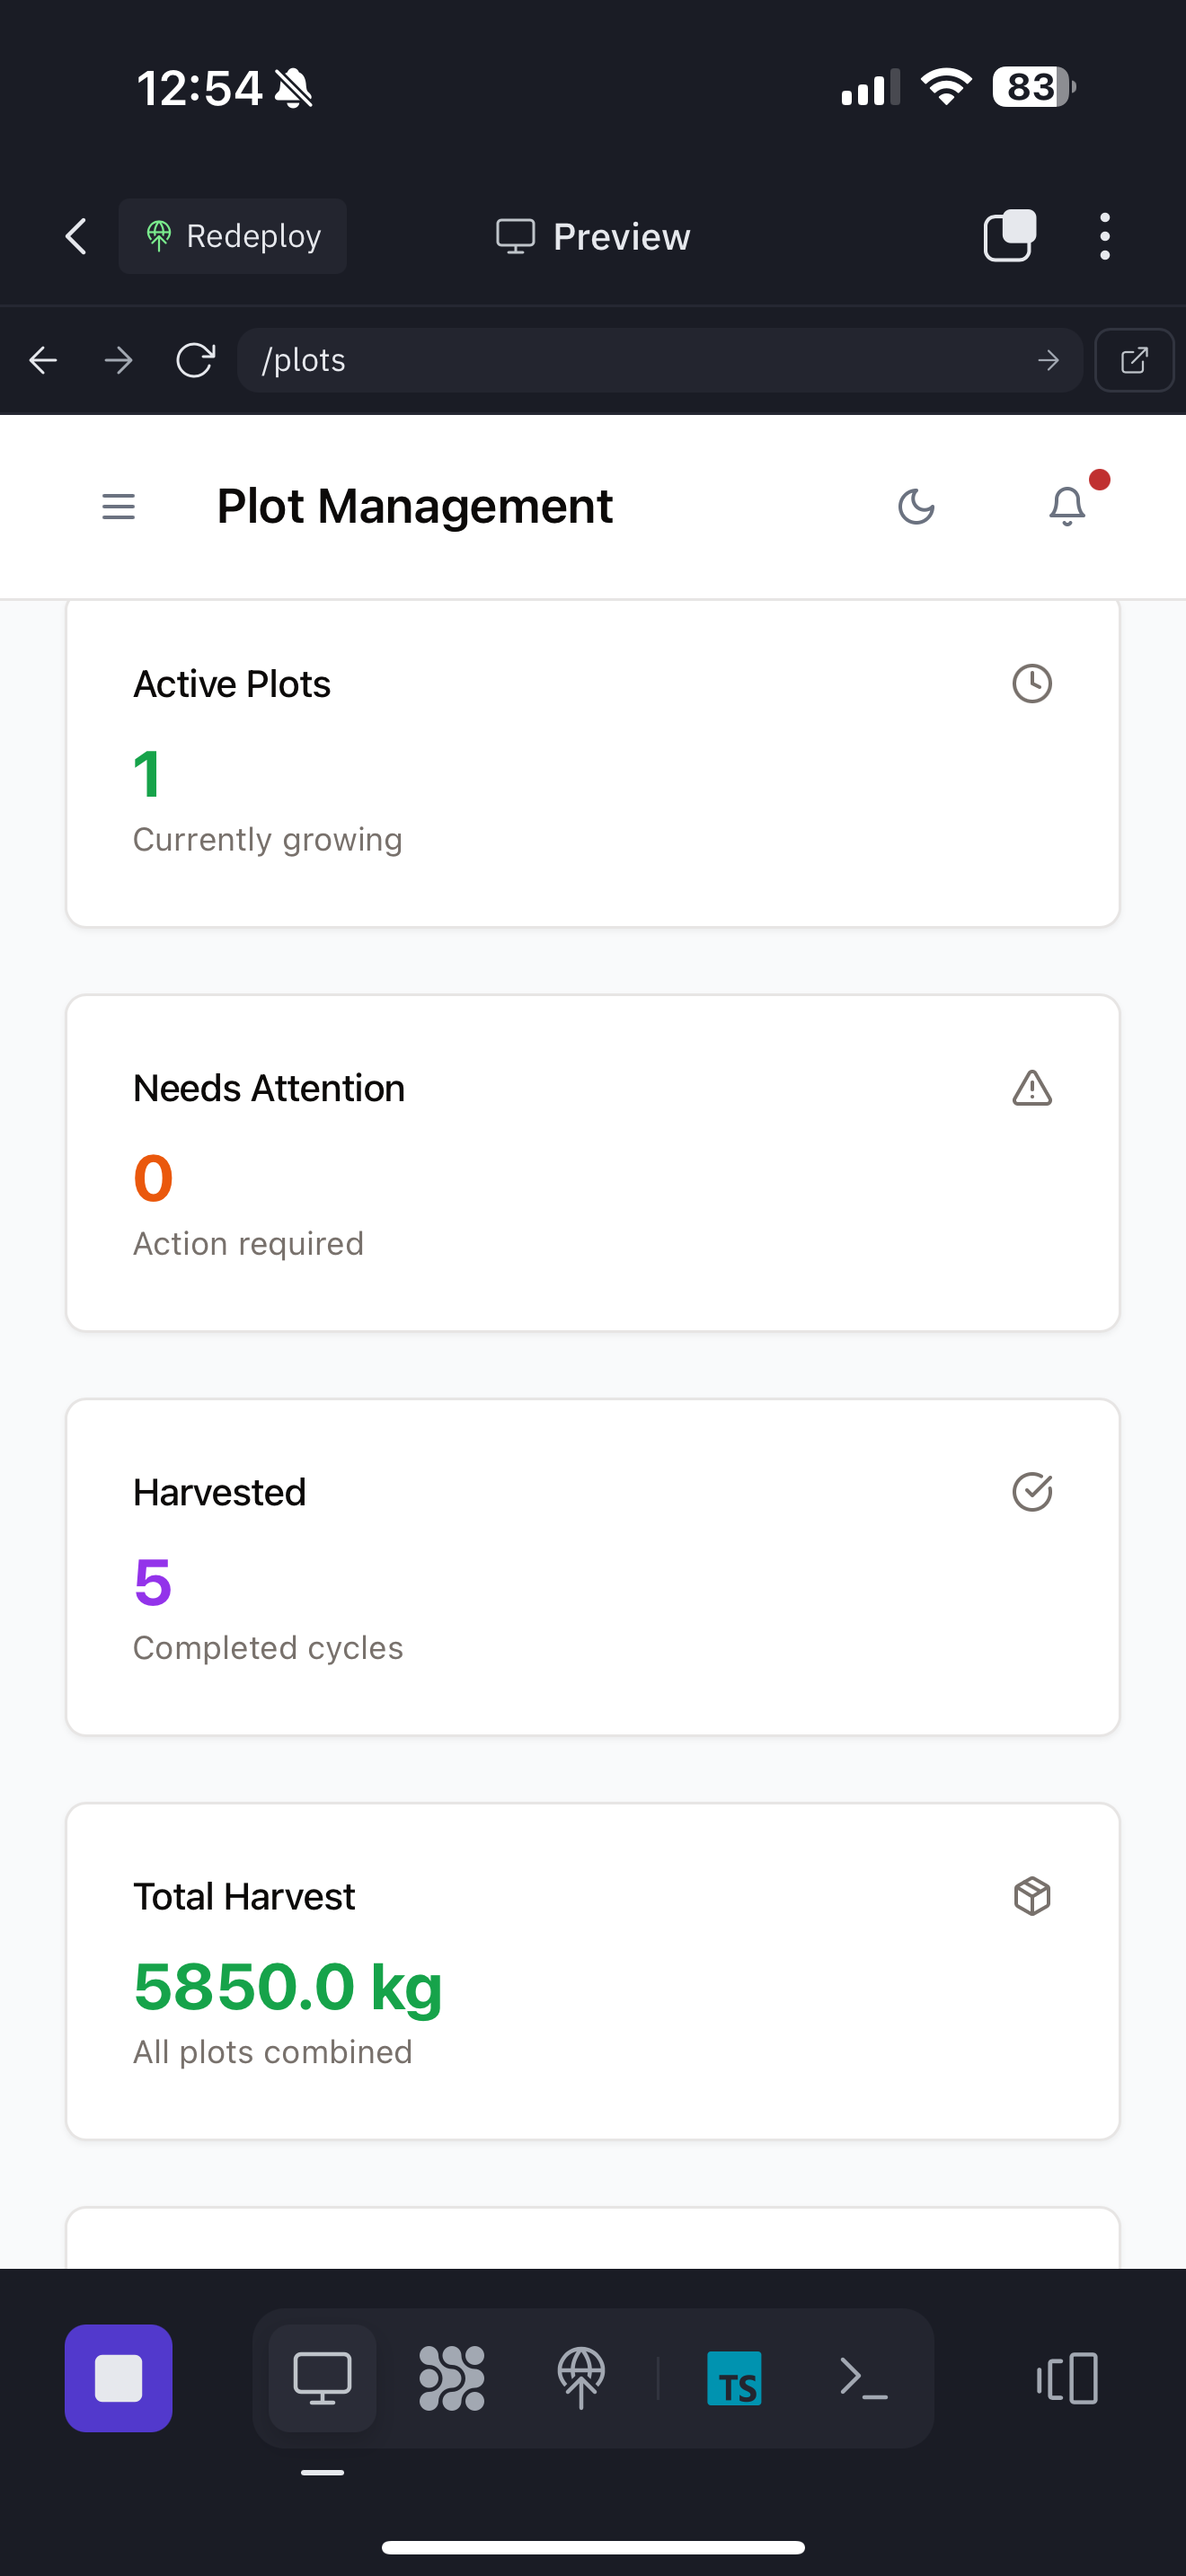 12:54
83
Redeploy
Preview
/plots
Plot Management
Active Plots
1
Currently growing
Needs Attention
0
Action required
Harvested
5
Completed cycles
Total Harvest
5850.0 kg
All plots combined
TS